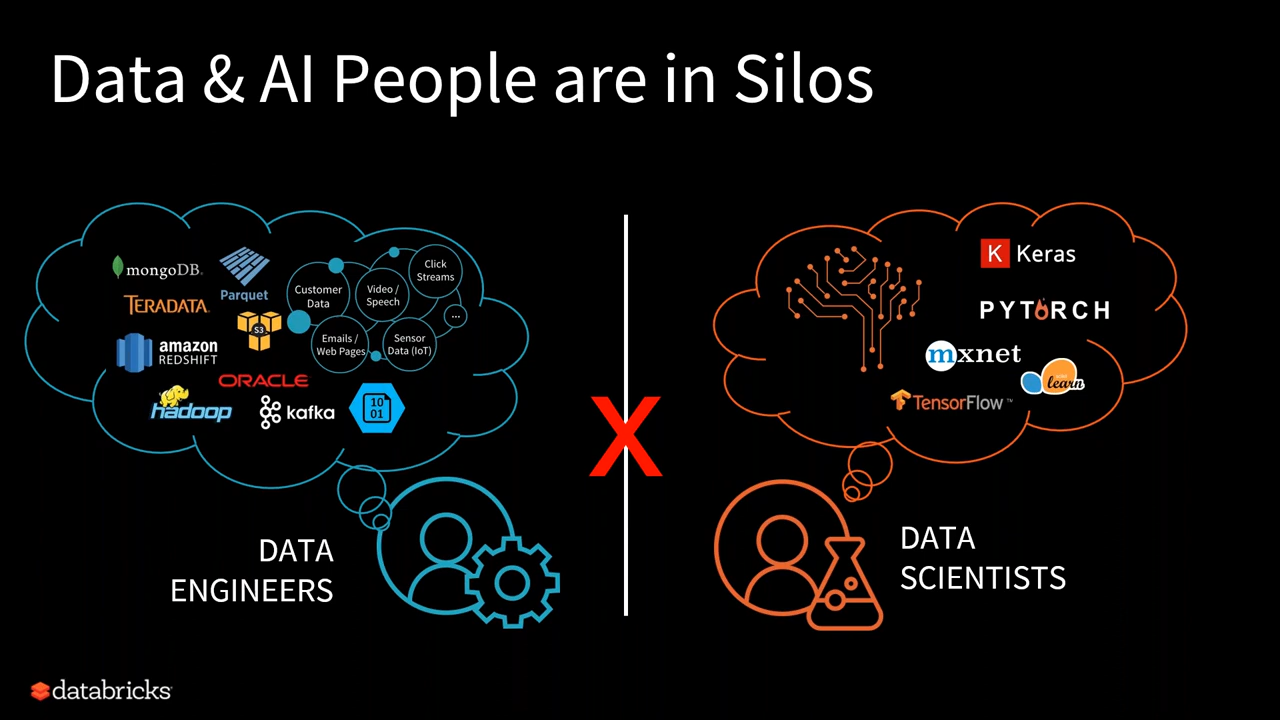 Data & AI People are in Silos
mongoDB.
Parquet
TERADATA.
S3
amazon
REDSHIFT
ORACLE
hadoop
kafka
10
01
Customer
Data
Video /
Speech
Click
Streams
Emails /
Web Pages
Sensor
Data (IoT)
...
DATA
ENGINEERS
X
K Keras
PYTORCH
mxnet
learn
TensorFlow™
DATA
SCIENTISTS
databricks